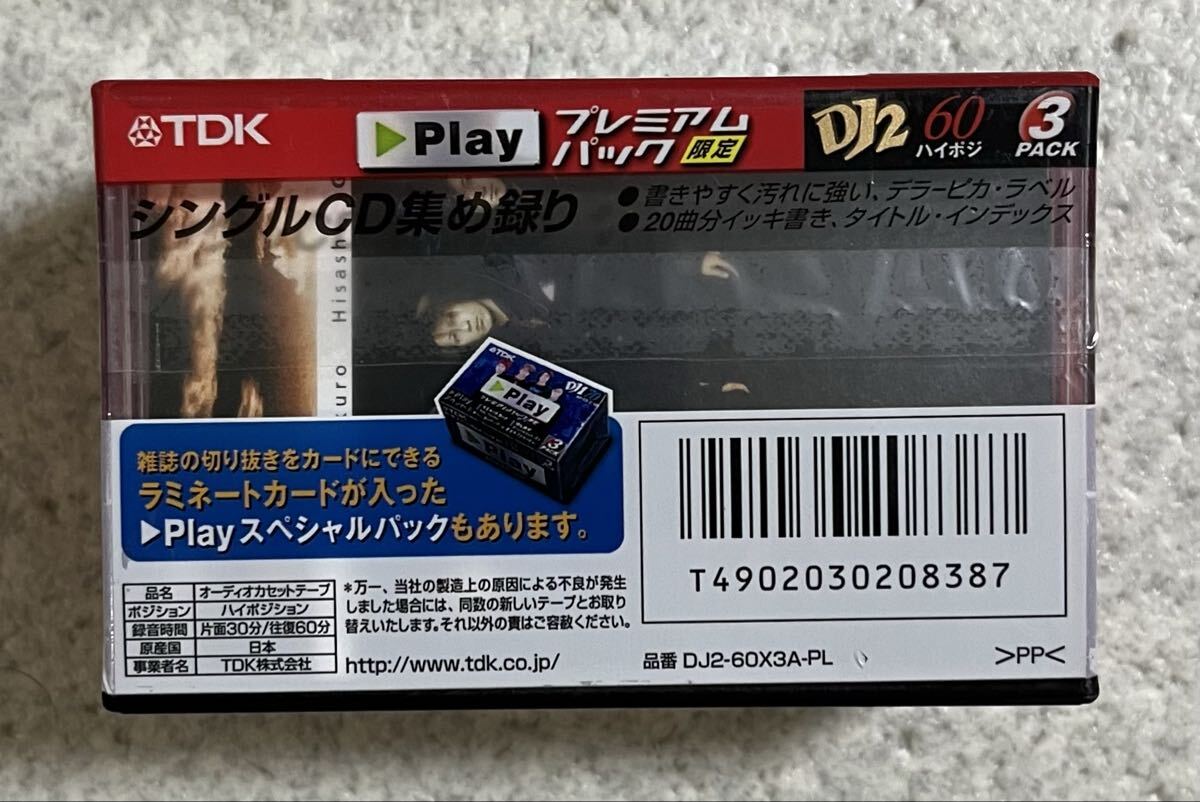 TDK
Play
プレミアム
パック 限定
DJ2 60 ハイポジ
3 PACK
シングルCD集め録り
●書きやすく汚れに強い、デラーピカ・ラベル
●20曲分イッキ書き、タイトル・インデックス
kuro Hisash
TDK
Play
DJ2
3
Play
雑誌の切り抜きをカードにできる
ラミネートカードが入った
▶Playスペシャルパックもあります。
T4902030208387
品名 オーディオカセットテープ
ポジション ハイポジション
録音時間 片面30分/往復60分
原産国 日本
事業者名 TDK株式会社
*万一、当社の製造上の原因による不良が発生
しました場合には、同数の新しいテープとお取り
替えいたします。それ以外の責はご容赦ください。
http://www.tdk.co.jp/
品番 DJ2-60X3A-PL
>PP<